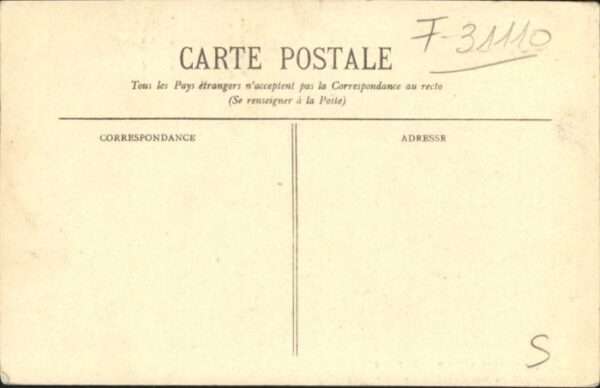 F-31110
CARTE POSTALE
Tous les Pays étrangers n'acceptent pas la Correspondance au recto
(Se renseigner à la Poste)
CORRESPONDANCE
ADRESSE
S